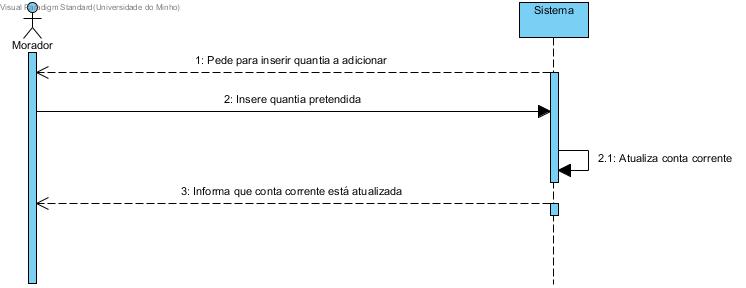 Visual Paradigm Standard(Universidade do Minho)
Sistema
Morador
1: Pede para inserir quantia a adicionar
2: Insere quantia pretendida
2.1: Atualiza conta corrente
3: Informa que conta corrente está atualizada